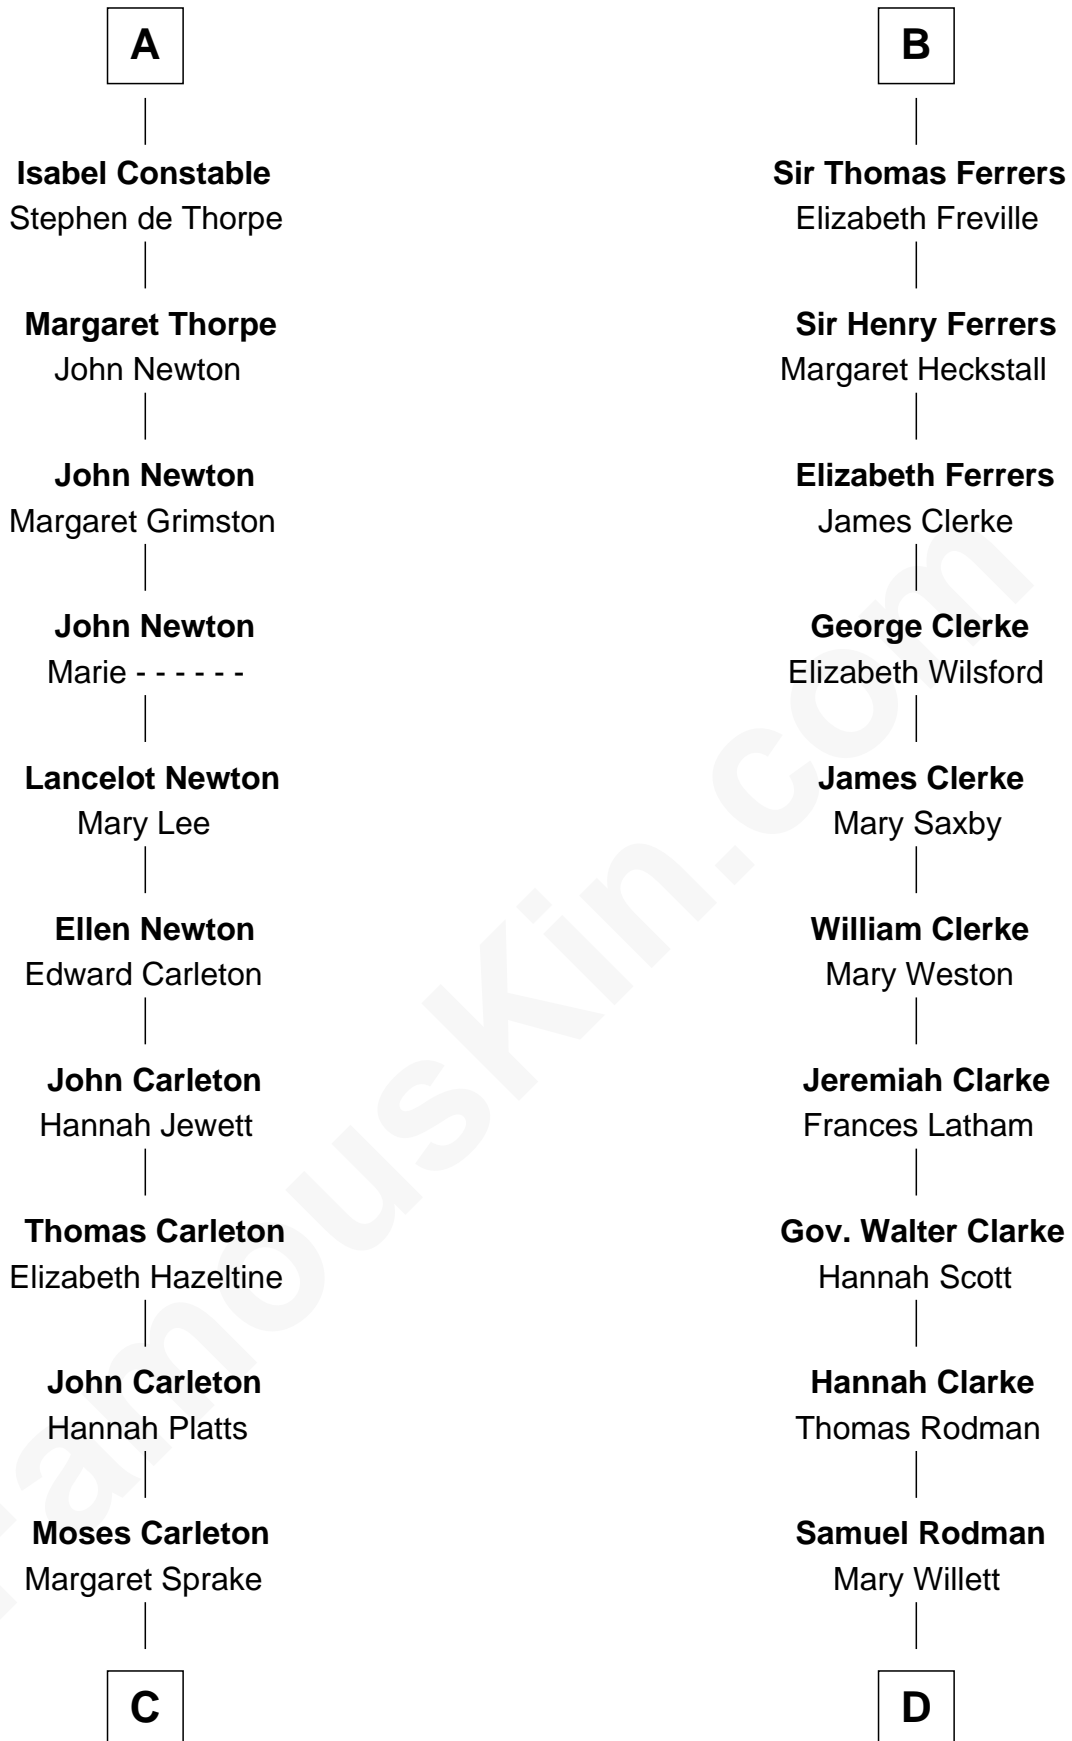 A
Isabel Constable
Stephen de Thorpe
Margaret Thorpe
John Newton
John Newton
Margaret Grimston
John Newton
Marie - - - - - -
Lancelot Newton
Mary Lee
Ellen Newton
Edward Carleton
John Carleton
Hannah Jewett
Thomas Carleton
Elizabeth Hazeltine
John Carleton
Hannah Platts
Moses Carleton
Margaret Sprake
C
B
Sir Thomas Ferrers
Elizabeth Freville
Sir Henry Ferrers
Margaret Heckstall
Elizabeth Ferrers
James Clerke
George Clerke
Elizabeth Wilsford
James Clerke
Mary Saxby
William Clerke
Mary Weston
Jeremiah Clarke
Frances Latham
Gov. Walter Clarke
Hannah Scott
Hannah Clarke
Thomas Rodman
Samuel Rodman
Mary Willett
D
FamousKin.com